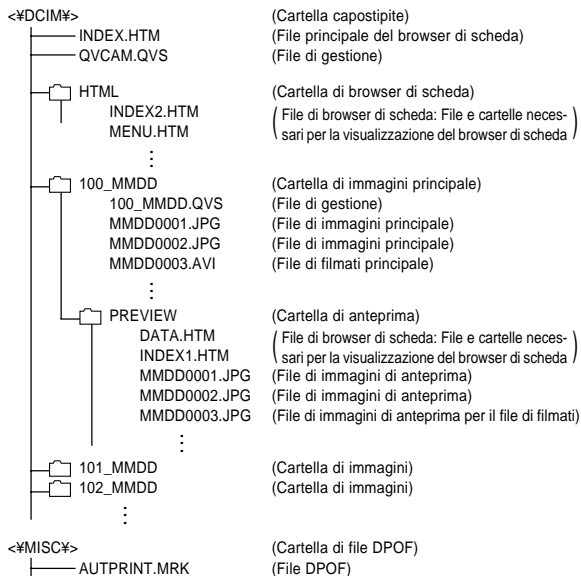 <¥DCIM¥> (Cartella capostipite)
INDEX.HTM (File principale del browser di scheda)
QVCAM.QVS (File di gestione)
HTML (Cartella di browser di scheda)
INDEX2.HTM ( File di browser di scheda: File e cartelle neces-
MENU.HTM sari per la visualizzazione del browser di scheda )
100_MMDD (Cartella di immagini principale)
100_MMDD.QVS (File di gestione)
MMDD0001.JPG (File di immagini principale)
MMDD0002.JPG (File di immagini principale)
MMDD0003.AVI (File di filmati principale)
PREVIEW (Cartella di anteprima)
DATA.HTM ( File di browser di scheda: File e cartelle neces-
INDEX1.HTM sari per la visualizzazione del browser di scheda )
MMDD0001.JPG (File di immagini di anteprima)
MMDD0002.JPG (File di immagini di anteprima)
MMDD0003.JPG (File di immagini di anteprima per il file di filmati)
101_MMDD (Cartella di immagini)
102_MMDD (Cartella di immagini)
<¥MISC¥> (Cartella di file DPOF)
AUTPRINT.MRK (File DPOF)